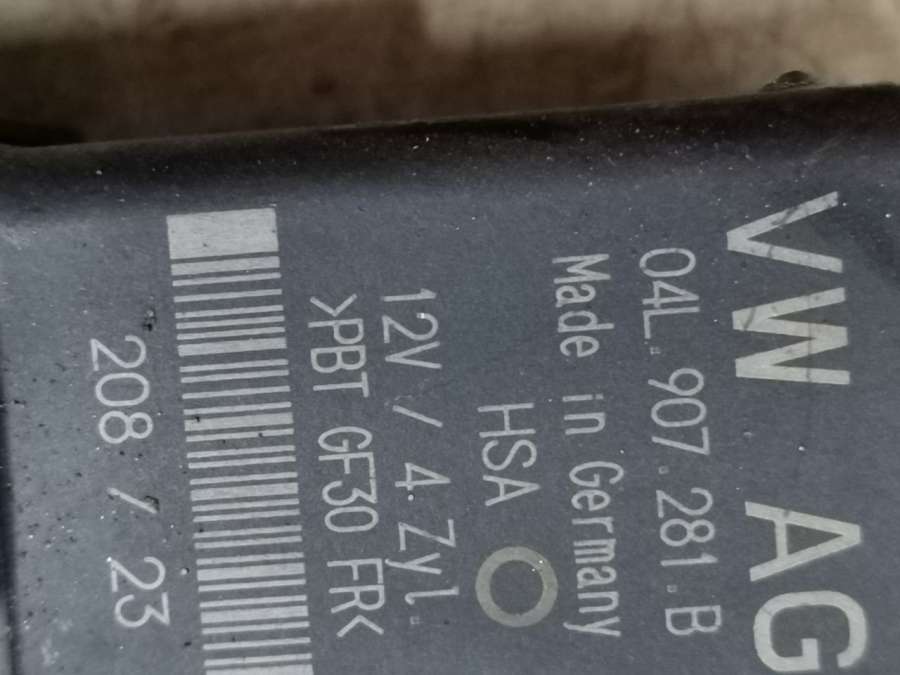 VW AG
04L.907.281.B
Made in Germany
HSA
12V / 4 Zyl.
>PBT GF30 FR<
208 / 23